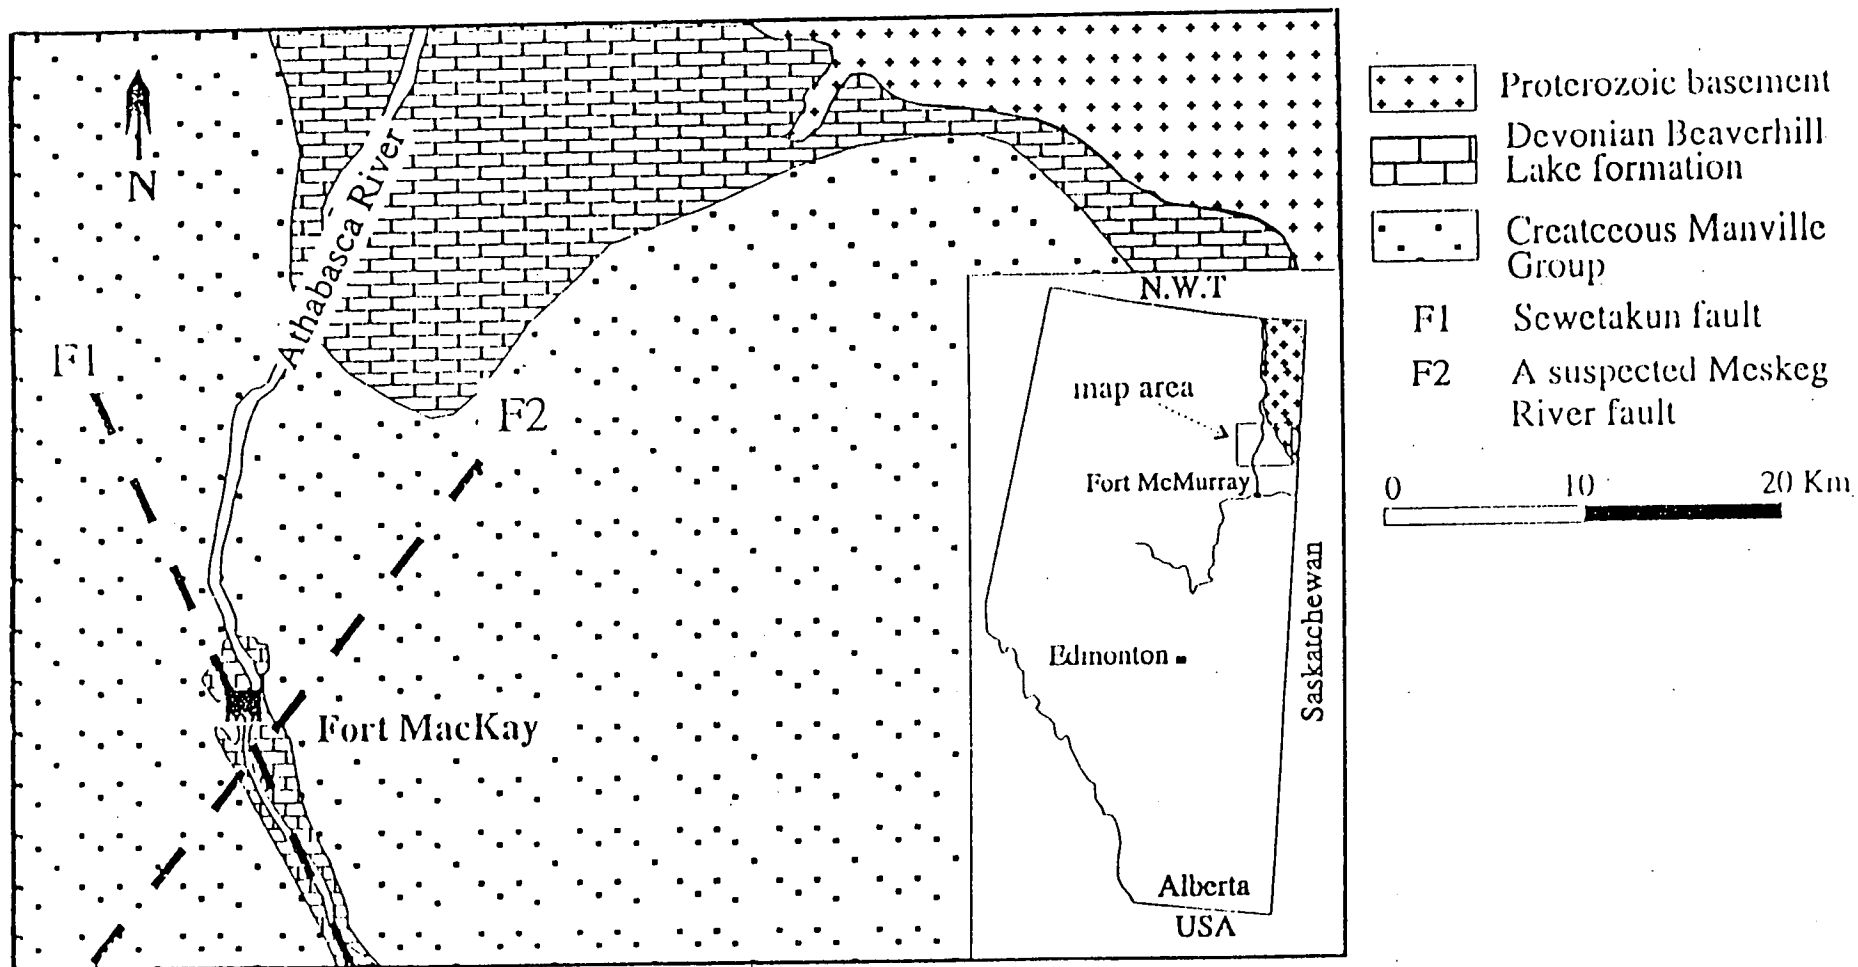 N
Athabasca River
F1
F2
Fort MacKay
N.W.T
map area
Fort McMurray
Edmonton
Saskatchewan
Alberta
USA
Proterozoic basement
Devonian Beaverhill
Lake formation
Creatceous Manville
Group
F1 Sewetakun fault
F2 A suspected Meskeg
River fault
0 10 20 Km